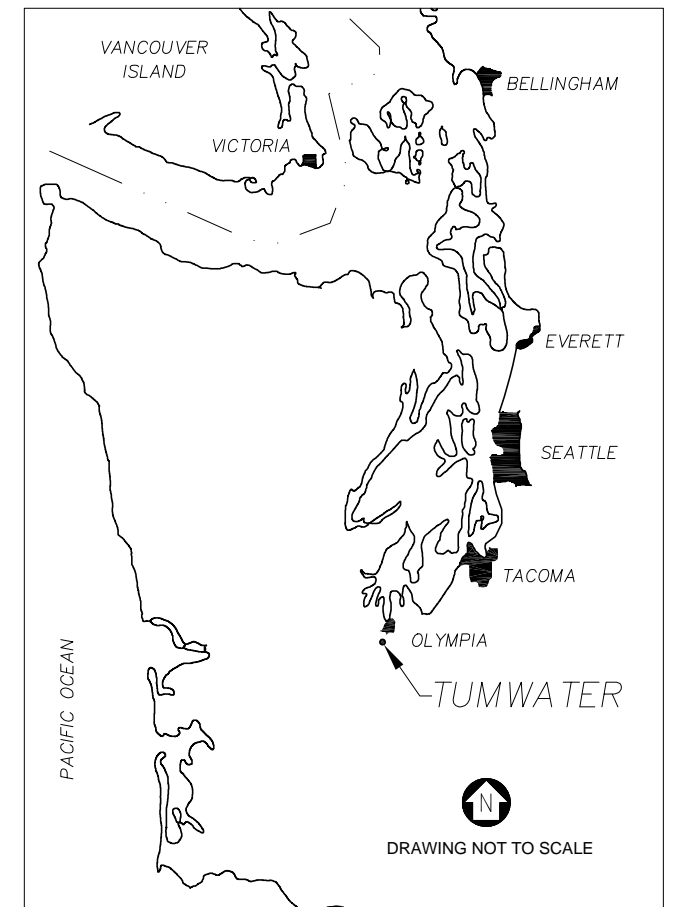 VANCOUVER
ISLAND
BELLINGHAM
VICTORIA
EVERETT
SEATTLE
TACOMA
OLYMPIA
TUMWATER
PACIFIC OCEAN
N
DRAWING NOT TO SCALE